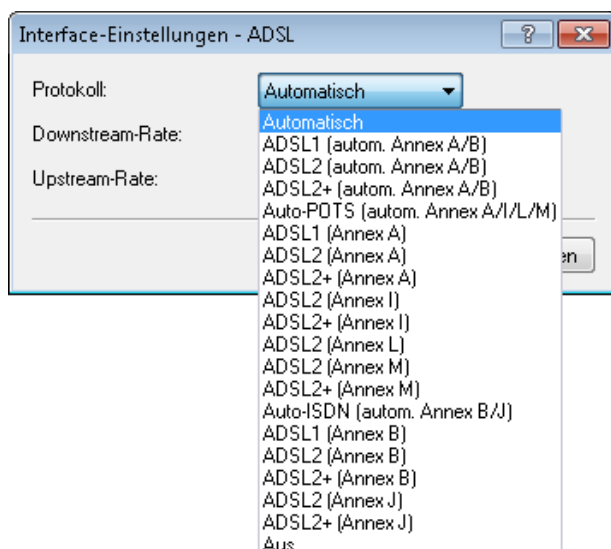 Interface-Einstellungen - ADSL
Protokoll:
Automatisch
Downstream-Rate:
Upstream-Rate:
Automatisch
ADSL1 (autom. Annex A/B)
ADSL2 (autom. Annex A/B)
ADSL2+ (autom. Annex A/B)
Auto-POTS (autom. Annex A/I/L/M)
ADSL1 (Annex A)
ADSL2 (Annex A)
ADSL2+ (Annex A)
ADSL2 (Annex I)
ADSL2+ (Annex I)
ADSL2 (Annex L)
ADSL2 (Annex M)
ADSL2+ (Annex M)
Auto-ISDN (autom. Annex B/J)
ADSL1 (Annex B)
ADSL2 (Annex B)
ADSL2+ (Annex B)
ADSL2 (Annex J)
ADSL2+ (Annex J)
Aus
en